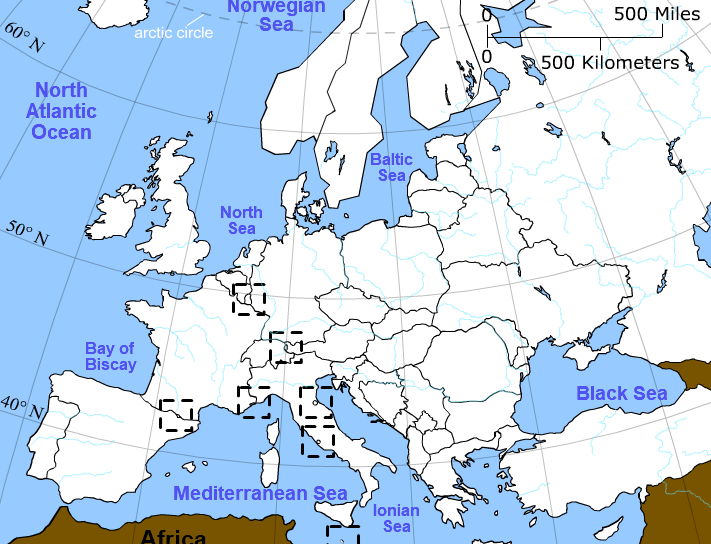 Norwegian
Sea
500 Miles
0
arctic circle
60° N
0
500 Kilometers
North
Atlantic
Ocean
Baltic
Sea
North
Sea
50° N
Bay of
Biscay
Black Sea
40° N
Mediterranean Sea
Ionian
Sea
Africa